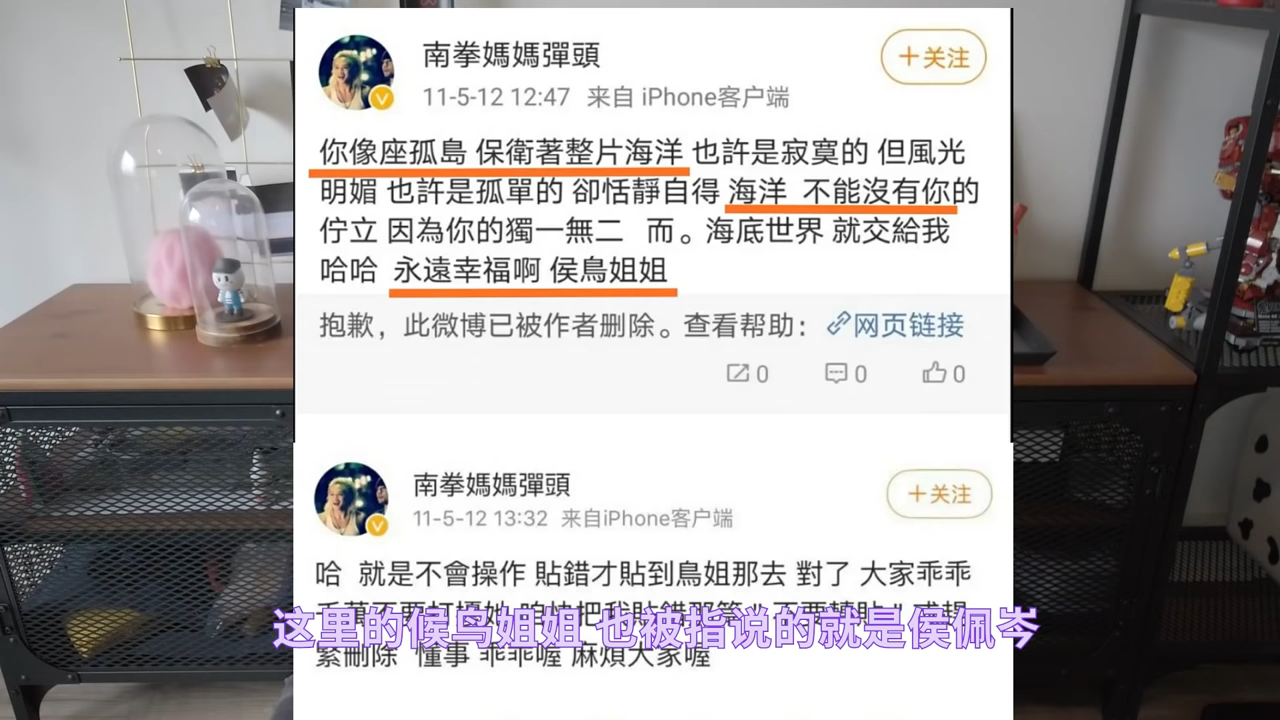 南拳媽媽彈頭
+关注
11-5-12 12:47 来自 iPhone客户端
你像座孤島 保衛著整片海洋 也許是寂寞的 但風光
明媚 也許是孤單的 卻恬靜自得 海洋 不能沒有你的
佇立 因為你的獨一無二 而。海底世界 就交給我
哈哈 永遠幸福啊 侯鳥姐姐
抱歉，此微博已被作者删除。查看帮助：网页链接
0 0 0
南拳媽媽彈頭
+关注
11-5-12 13:32 来自iPhone客户端
哈 就是不會操作 貼錯才貼到鳥姐那去 對了 大家乖乖
这里的候鸟姐姐 也被指说的就是侯佩岑
緊刪除 懂事 乖乖喔 麻煩大家喔